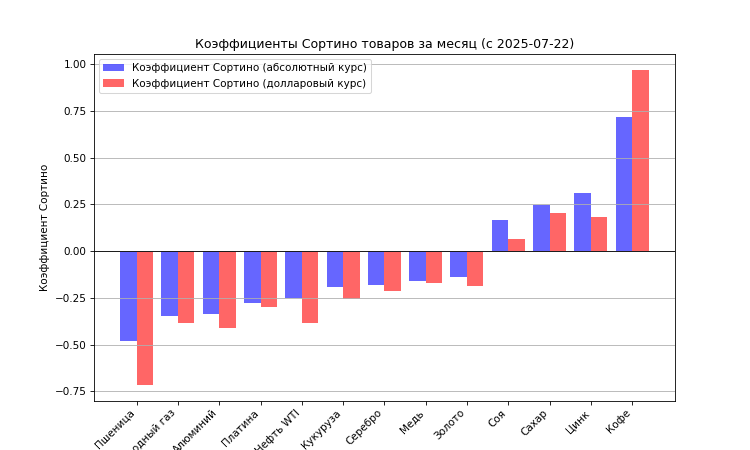 Коэффициенты Сортино товаров за месяц (с 2025-07-22)
Коэффициент Сортино (абсолютный курс)
Коэффициент Сортино (долларовый курс)
Коэффициент Сортино
1.00
0.75
0.50
0.25
0.00
−0.25
−0.50
−0.75
Пшеница
одный газ
Алюминий
Платина
Нефть WTI
Кукуруза
Серебро
Медь
Золото
Соя
Сахар
Цинк
Кофе